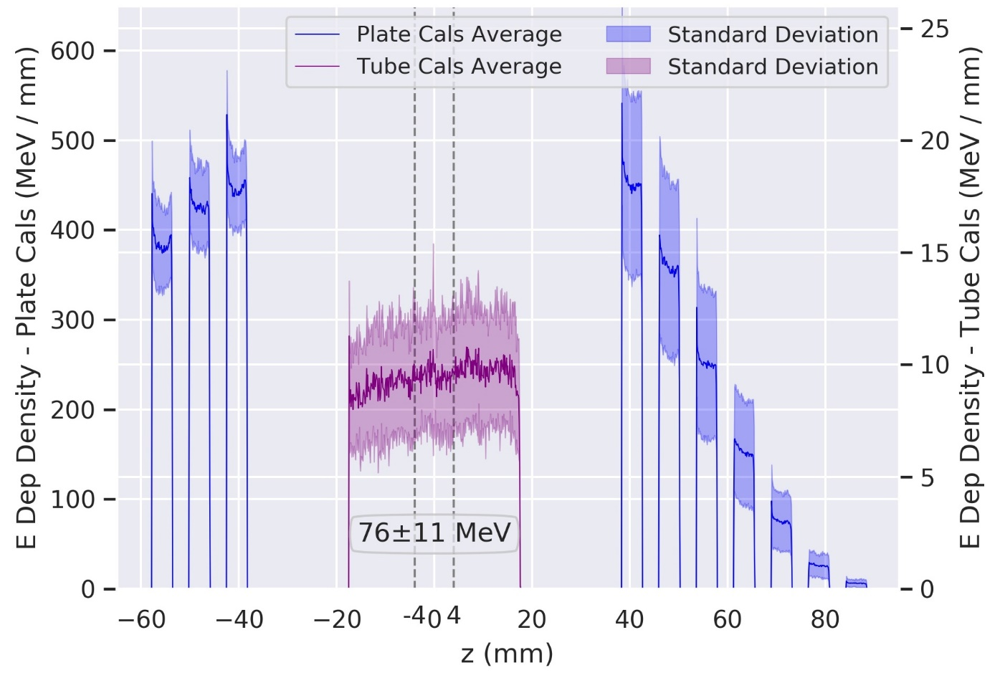 Plate Cals Average
Standard Deviation
Tube Cals Average
Standard Deviation
E Dep Density - Plate Cals (MeV / mm)
600
500
400
300
200
100
0
E Dep Density - Tube Cals (MeV / mm)
25
20
15
10
5
0
76±11 MeV
−60
−40
−20
-4
0
4
20
40
60
80
z (mm)